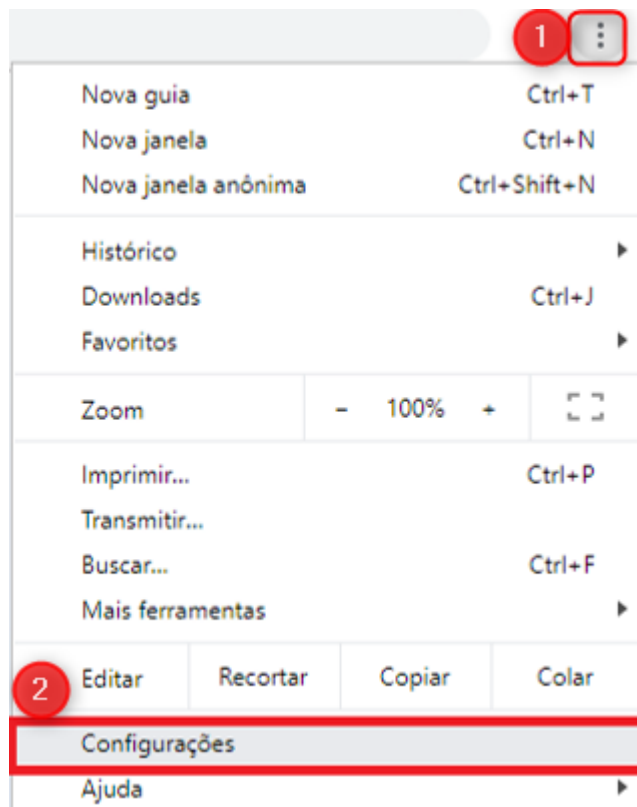 1
Nova guia Ctrl+T
Nova janela Ctrl+N
Nova janela anônima Ctrl+Shift+N
Histórico
Downloads Ctrl+J
Favoritos
Zoom - 100% +
Imprimir... Ctrl+P
Transmitir...
Buscar... Ctrl+F
Mais ferramentas
2 Editar Recortar Copiar Colar
Configurações
Ajuda